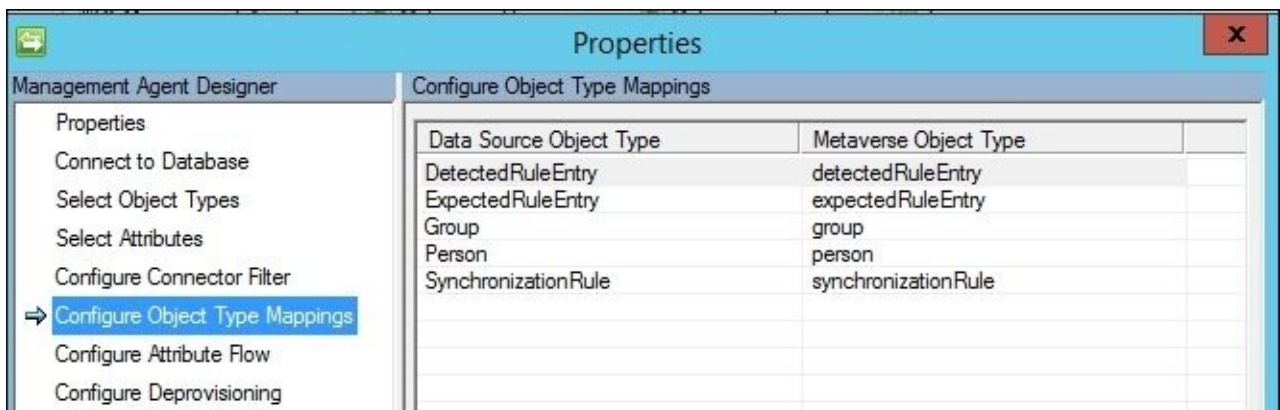 Properties
X
Management Agent Designer
Configure Object Type Mappings
Properties
Connect to Database
Select Object Types
Select Attributes
Configure Connector Filter
Configure Object Type Mappings
Configure Attribute Flow
Configure Deprovisioning
Data Source Object Type Metaverse Object Type
DetectedRuleEntry detectedRuleEntry
ExpectedRuleEntry expectedRuleEntry
Group group
Person person
SynchronizationRule synchronizationRule